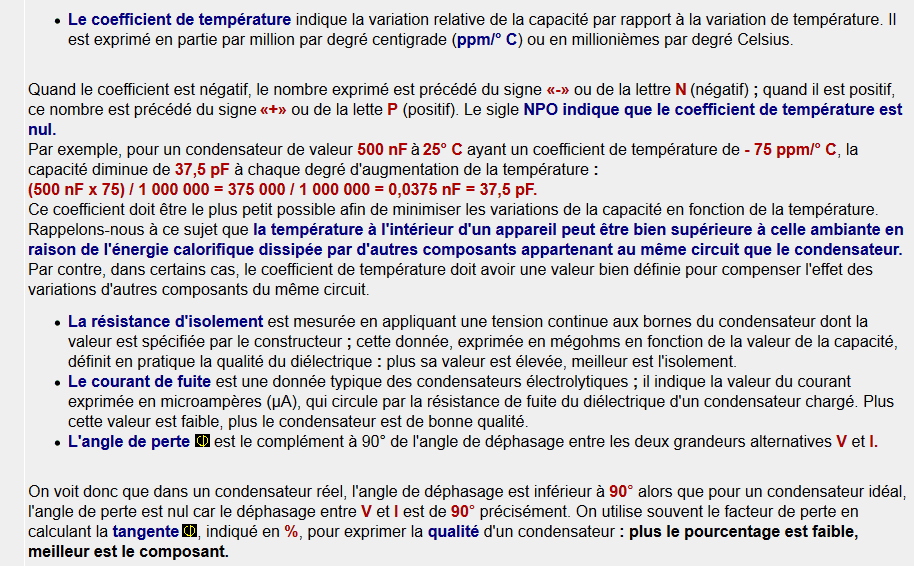 • Le coefficient de température indique la variation relative de la capacité par rapport à la variation de température. Il
est exprimé en partie par million par degré centigrade (ppm/° C) ou en millionièmes par degré Celsius.
Quand le coefficient est négatif, le nombre exprimé est précédé du signe «-» ou de la lettre N (négatif) ; quand il est positif,
ce nombre est précédé du signe «+» ou de la lette P (positif). Le sigle NPO indique que le coefficient de température est
nul.
Par exemple, pour un condensateur de valeur 500 nF à 25° C ayant un coefficient de température de - 75 ppm/° C, la
capacité diminue de 37,5 pF à chaque degré d'augmentation de la température :
(500 nF x 75) / 1 000 000 = 375 000 / 1 000 000 = 0,0375 nF = 37,5 pF.
Ce coefficient doit être le plus petit possible afin de minimiser les variations de la capacité en fonction de la température.
Rappelons-nous à ce sujet que la température à l'intérieur d'un appareil peut être bien supérieure à celle ambiante en
raison de l'énergie calorifique dissipée par d'autres composants appartenant au même circuit que le condensateur.
Par contre, dans certains cas, le coefficient de température doit avoir une valeur bien définie pour compenser l'effet des
variations d'autres composants du même circuit.
• La résistance d'isolement est mesurée en appliquant une tension continue aux bornes du condensateur dont la
valeur est spécifiée par le constructeur ; cette donnée, exprimée en mégohms en fonction de la valeur de la capacité,
définit en pratique la qualité du diélectrique : plus sa valeur est élevée, meilleur est l'isolement.
• Le courant de fuite est une donnée typique des condensateurs électrolytiques ; il indique la valeur du courant
exprimée en microampères (µA), qui circule par la résistance de fuite du diélectrique d'un condensateur chargé. Plus
cette valeur est faible, plus le condensateur est de bonne qualité.
• L'angle de perte Φ est le complément à 90° de l'angle de déphasage entre les deux grandeurs alternatives V et I.
On voit donc que dans un condensateur réel, l'angle de déphasage est inférieur à 90° alors que pour un condensateur idéal,
l'angle de perte est nul car le déphasage entre V et I est de 90° précisément. On utilise souvent le facteur de perte en
calculant la tangente Φ, indiqué en %, pour exprimer la qualité d'un condensateur : plus le pourcentage est faible,
meilleur est le composant.